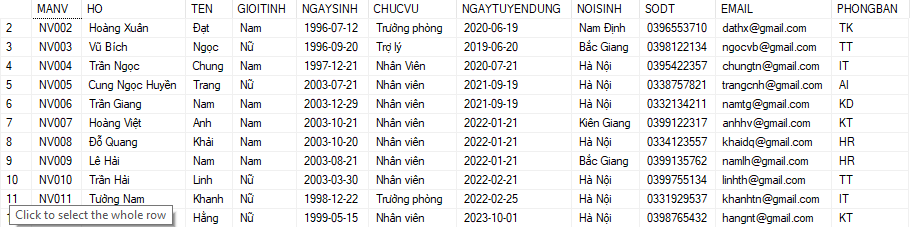 MANV HO TEN GIOITINH NGAYSINH CHUCVU NGAYTUYENDUNG NOISINH SODT EMAIL PHONGBAN
2 NV002 Hoàng Xuân Đạt Nam 1996-07-12 Trưởng phòng 2020-06-19 Nam Định 0396553710 dathx@gmail.com TK
3 NV003 Vũ Bích Ngọc Nữ 1996-09-20 Trợ lý 2019-06-20 Bắc Giang 0398122134 ngocvb@gmail.com TT
4 NV004 Trần Ngọc Chung Nam 1997-12-21 Nhân Viên 2020-07-21 Hà Nội 0395422357 chungtn@gmail.com IT
5 NV005 Cung Ngọc Huyền Trang Nữ 2003-07-21 Nhân viên 2021-09-19 Hà Nội 0338757821 trangcnh@gmail.com AI
6 NV006 Trần Giang Nam Nam 2003-12-29 Nhân viên 2021-09-19 Hà Nội 0332134211 namtg@gmail.com KD
7 NV007 Hoàng Việt Anh Nam 2003-10-21 Nhân viên 2022-01-21 Kiên Giang 0399122317 anhhv@gmail.com KT
8 NV008 Đỗ Quang Khải Nam 2003-10-20 Nhân viên 2022-01-21 Hà Nội 0334123557 khaidq@gmail.com HR
9 NV009 Lê Hải Nam Nam 2003-08-21 Nhân viên 2022-01-21 Bắc Giang 0399135762 namlh@gmail.com HR
10 NV010 Trần Hải Linh Nữ 2003-03-30 Nhân viên 2022-02-21 Hà Nội 0399755134 linhth@gmail.com TT
11 NV011 Tướng Nam Khanh Nữ 1998-12-22 Trưởng phòng 2022-02-25 Hà Nội 0331929537 khanhtn@gmail.com IT
Click to select the whole row Hằng Nữ 1999-05-15 Nhân viên 2023-10-01 Hà Nội 0398765432 hangnt@gmail.com KT